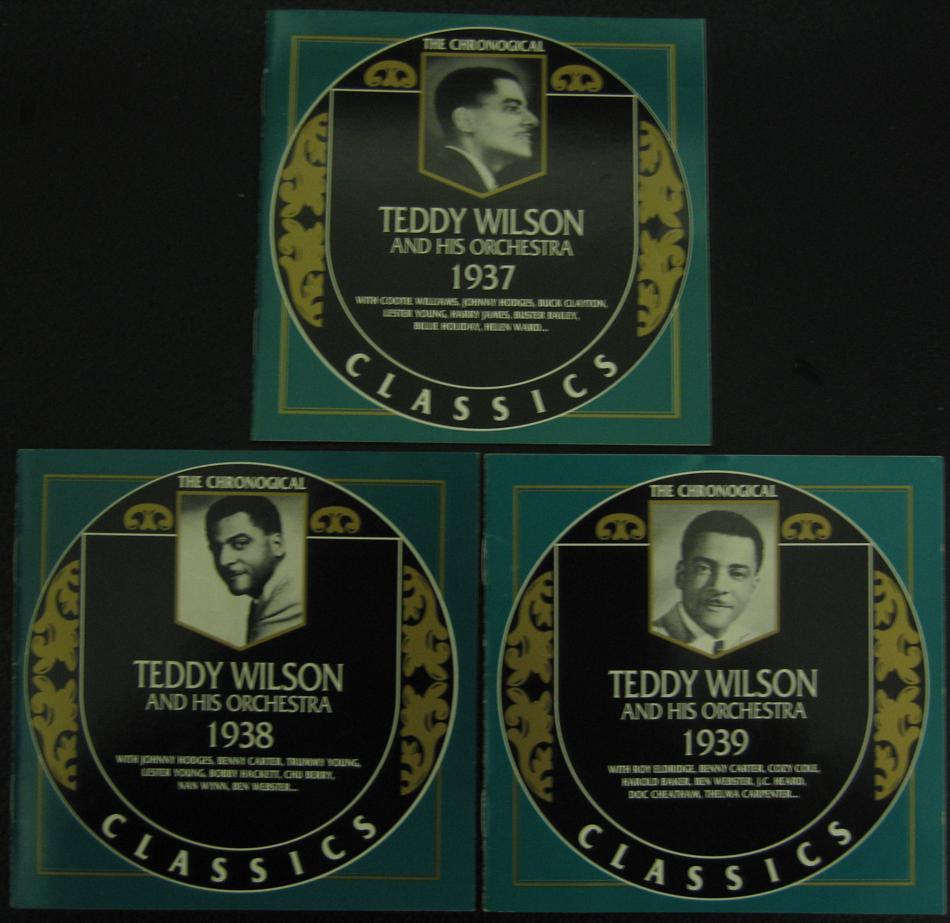 THE CHRONOGICAL
TEDDY WILSON
AND HIS ORCHESTRA
1937
WITH COOTIE WILLIAMS, JOHNNY HODGES, BUCK CLAYTON,
LESTER YOUNG, HARRY JAMES, BUSTER BAILEY,
BILLIE HOLIDAY, HELEN WARD...
CLASSICS
THE CHRONOGICAL
TEDDY WILSON
AND HIS ORCHESTRA
1938
WITH JOHNNY HODGES, BENNY CARTER, TRUMMY YOUNG,
LESTER YOUNG, BOBBY HACKETT, CHU BERRY,
NAN WYNN, BEN WEBSTER...
CLASSICS
THE CHRONOGICAL
TEDDY WILSON
AND HIS ORCHESTRA
1939
WITH ROY ELDRIDGE, BENNY CARTER, COZY COLE,
HAROLD BAKER, BEN WEBSTER, J.C. HEARD,
DOC CHEATHAM, THELMA CARPENTER...
CLASSICS